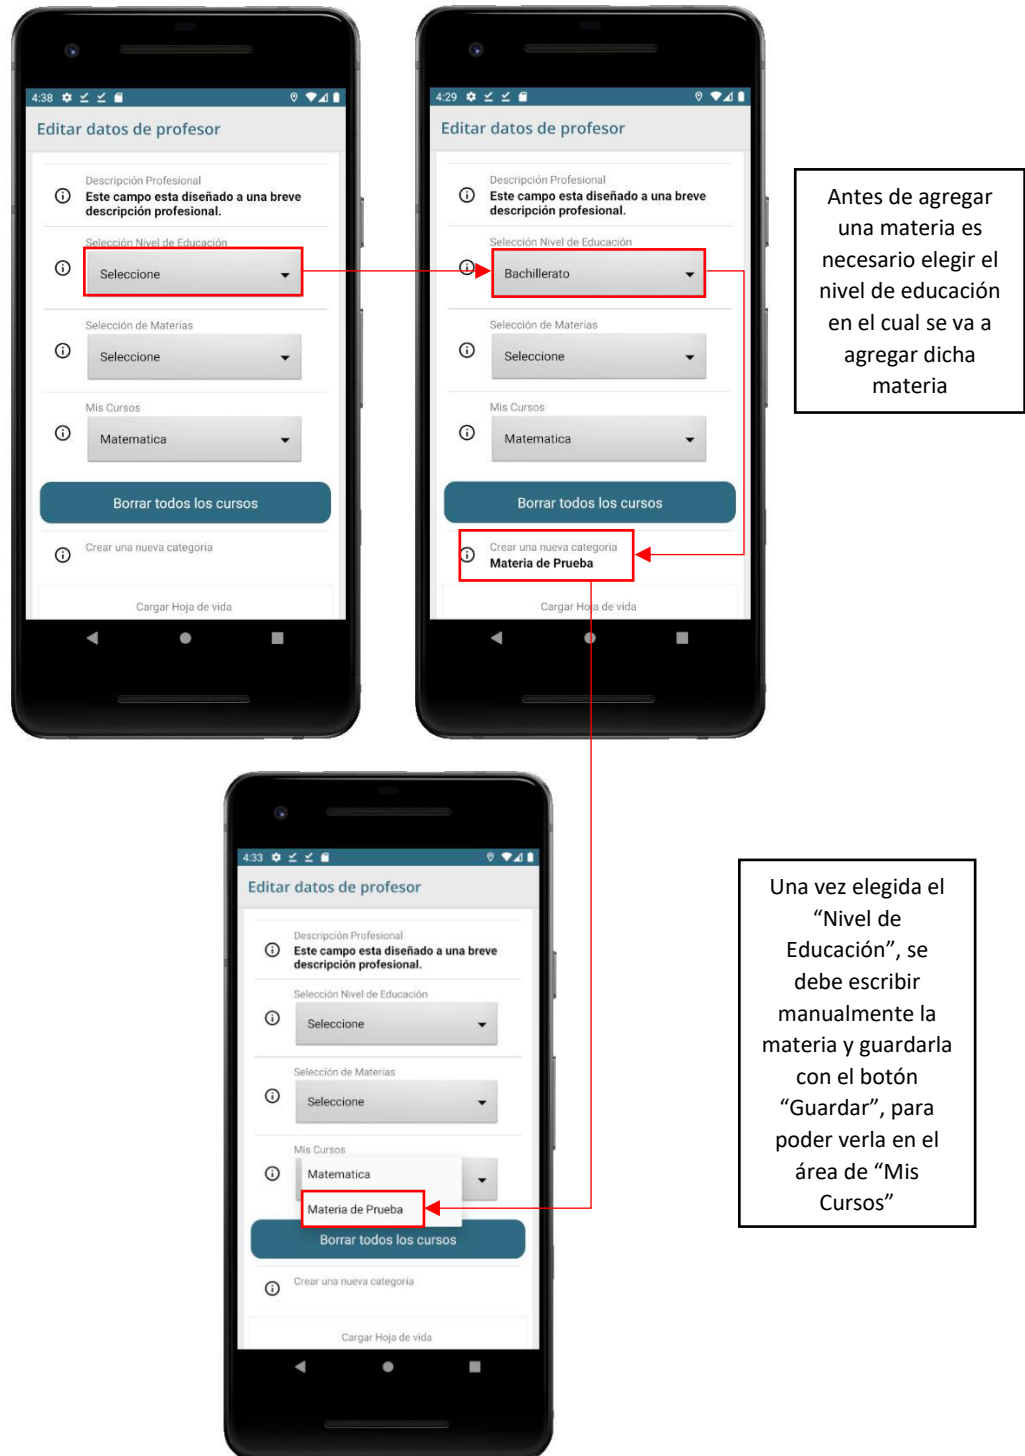 4:38
Editar datos de profesor
Descripción Profesional
Este campo esta diseñado a una breve
descripción profesional.
Selección Nivel de Educación
Seleccione
Selección de Materias
Seleccione
Mis Cursos
Matematica
Borrar todos los cursos
Crear una nueva categoria
Cargar Hoja de vida
4:29
Editar datos de profesor
Descripción Profesional
Este campo esta diseñado a una breve
descripción profesional.
Selección Nivel de Educación
Bachillerato
Selección de Materias
Seleccione
Mis Cursos
Matematica
Borrar todos los cursos
Crear una nueva categoria
Materia de Prueba
Cargar Hoja de vida
Antes de agregar
una materia es
necesario elegir el
nivel de educación
en el cual se va a
agregar dicha
materia
4:33
Editar datos de profesor
Descripción Profesional
Este campo esta diseñado a una breve
descripción profesional.
Selección Nivel de Educación
Seleccione
Selección de Materias
Seleccione
Mis Cursos
Matematica
Materia de Prueba
Borrar todos los cursos
Crear una nueva categoria
Cargar Hoja de vida
Una vez elegida el
“Nivel de
Educación”, se
debe escribir
manualmente la
materia y guardarla
con el botón
“Guardar”, para
poder verla en el
área de “Mis
Cursos”